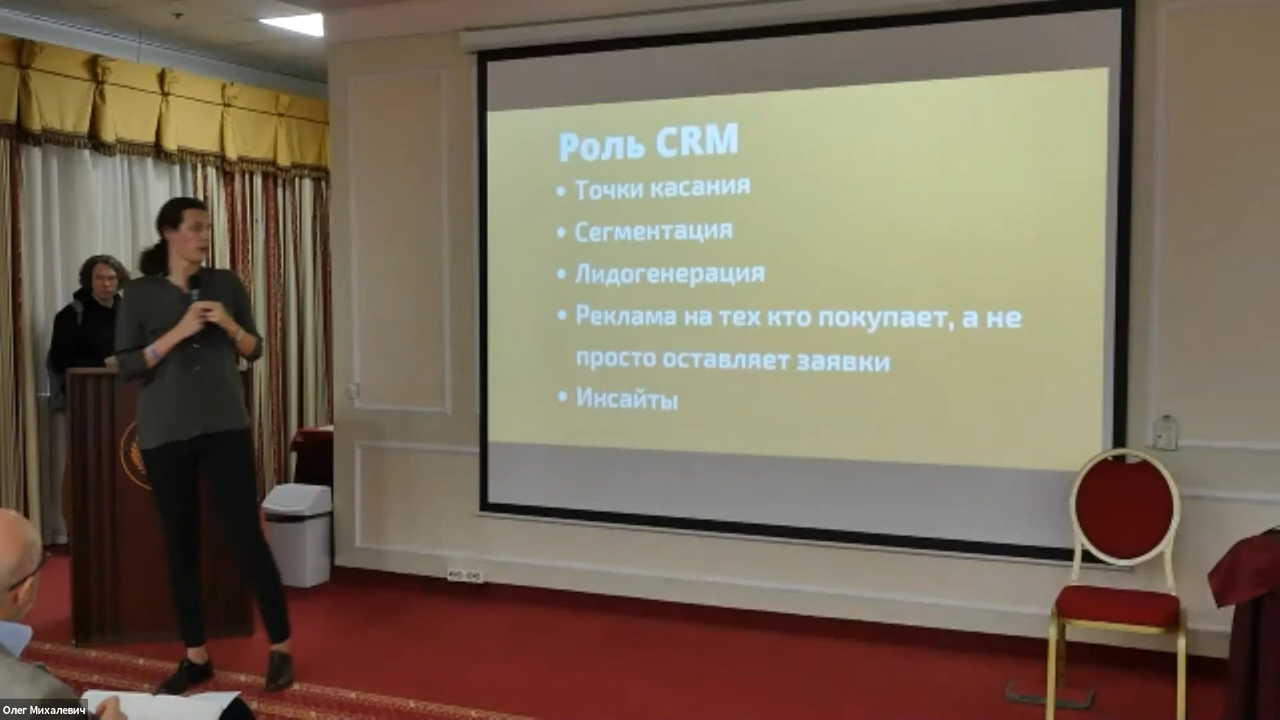 Роль CRM
• Точки касания
• Сегментация
• Лидогенерация
• Реклама на тех кто покупает, а не
просто оставляет заявки
• Инсайты
Олег Михалевич